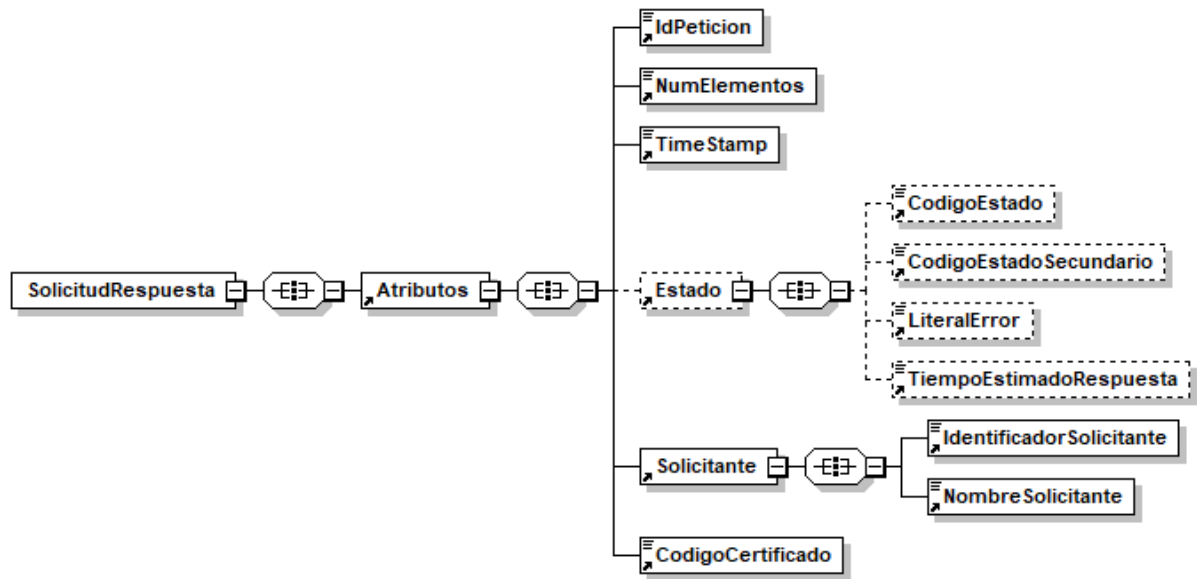 IdPeticion
NumElementos
TimeStamp
CodigoEstado
CodigoEstadoSecundario
SolicitudRespuesta
Atributos
Estado
LiteralError
TiempoEstimadoRespuesta
IdentificadorSolicitante
Solicitante
NombreSolicitante
CodigoCertificado